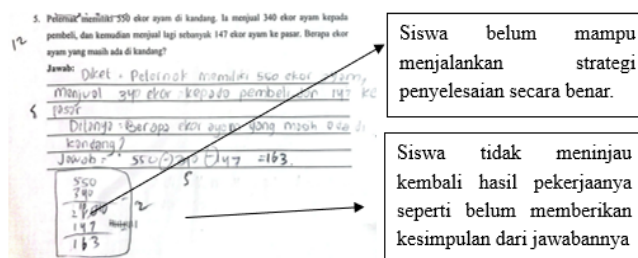 5. Peternak memiliki 550 ekor ayam di kandang. Ia menjual 340 ekor ayam kepada
pembeli, dan kemudian menjual lagi sebanyak 147 ekor ayam ke pasar. Berapa ekor
ayam yang masih ada di kandang?
12
Jawab: Diket : Peternak memiliki 550 ekor ayam,
menjual 340 ekor kepada pembeli dan 147 ke
5 pasar
Ditanya : Berapa ekor ayam yang masih ada di
kandang?
Jawab = 550 - 340 - 147 = 163.
5
550
340
2
147
163
Siswa belum mampu
menjalankan strategi
penyelesaian secara benar.
Siswa tidak meninjau
kembali hasil pekerjaanya
seperti belum memberikan
kesimpulan dari jawabannya